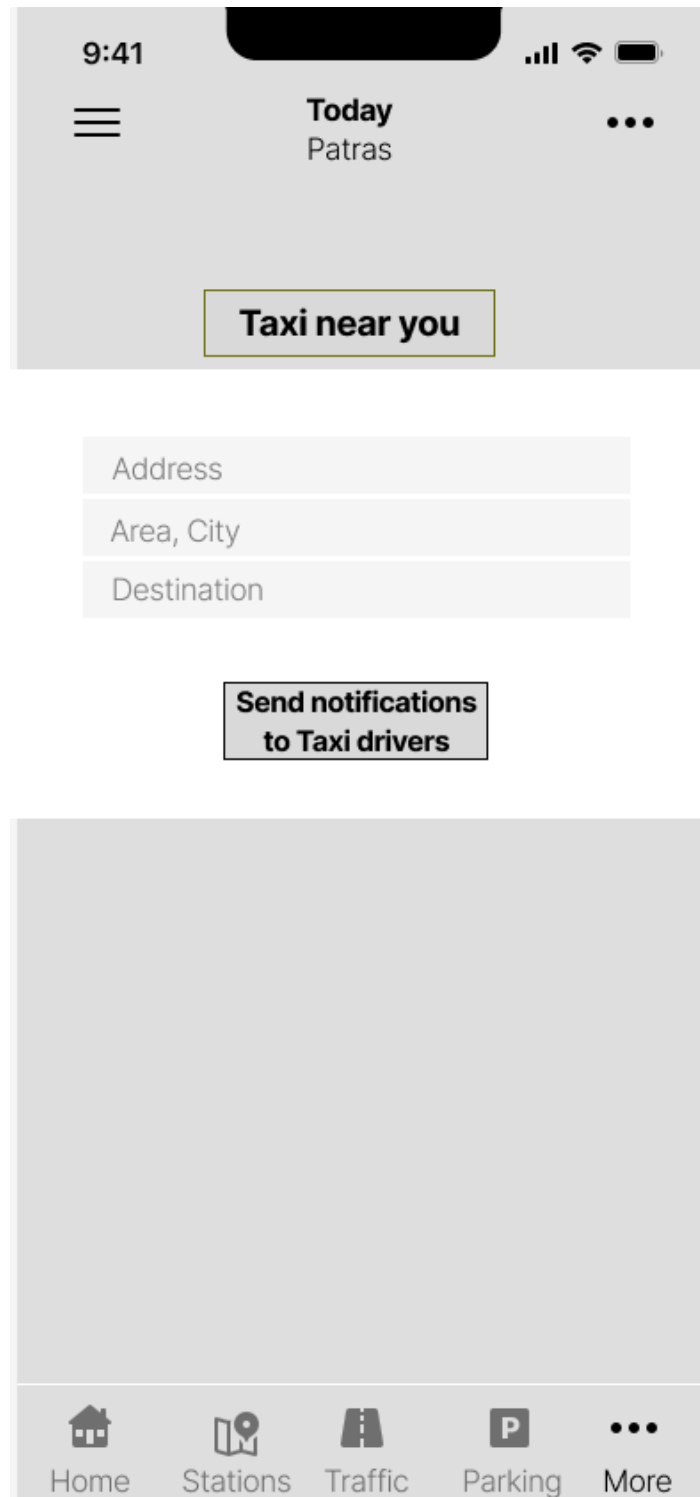 9:41
Today
Patras
Taxi near you
Address
Area, City
Destination
Send notifications
to Taxi drivers
P
Home Stations Traffic Parking More